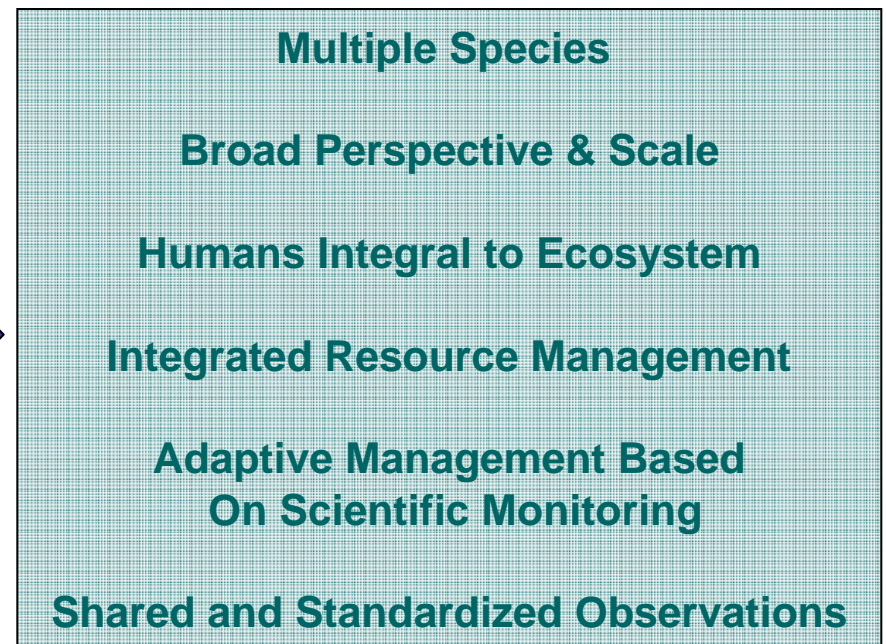 Multiple Species
Broad Perspective & Scale
Humans Integral to Ecosystem
Integrated Resource Management
Adaptive Management Based
On Scientific Monitoring
Shared and Standardized Observations